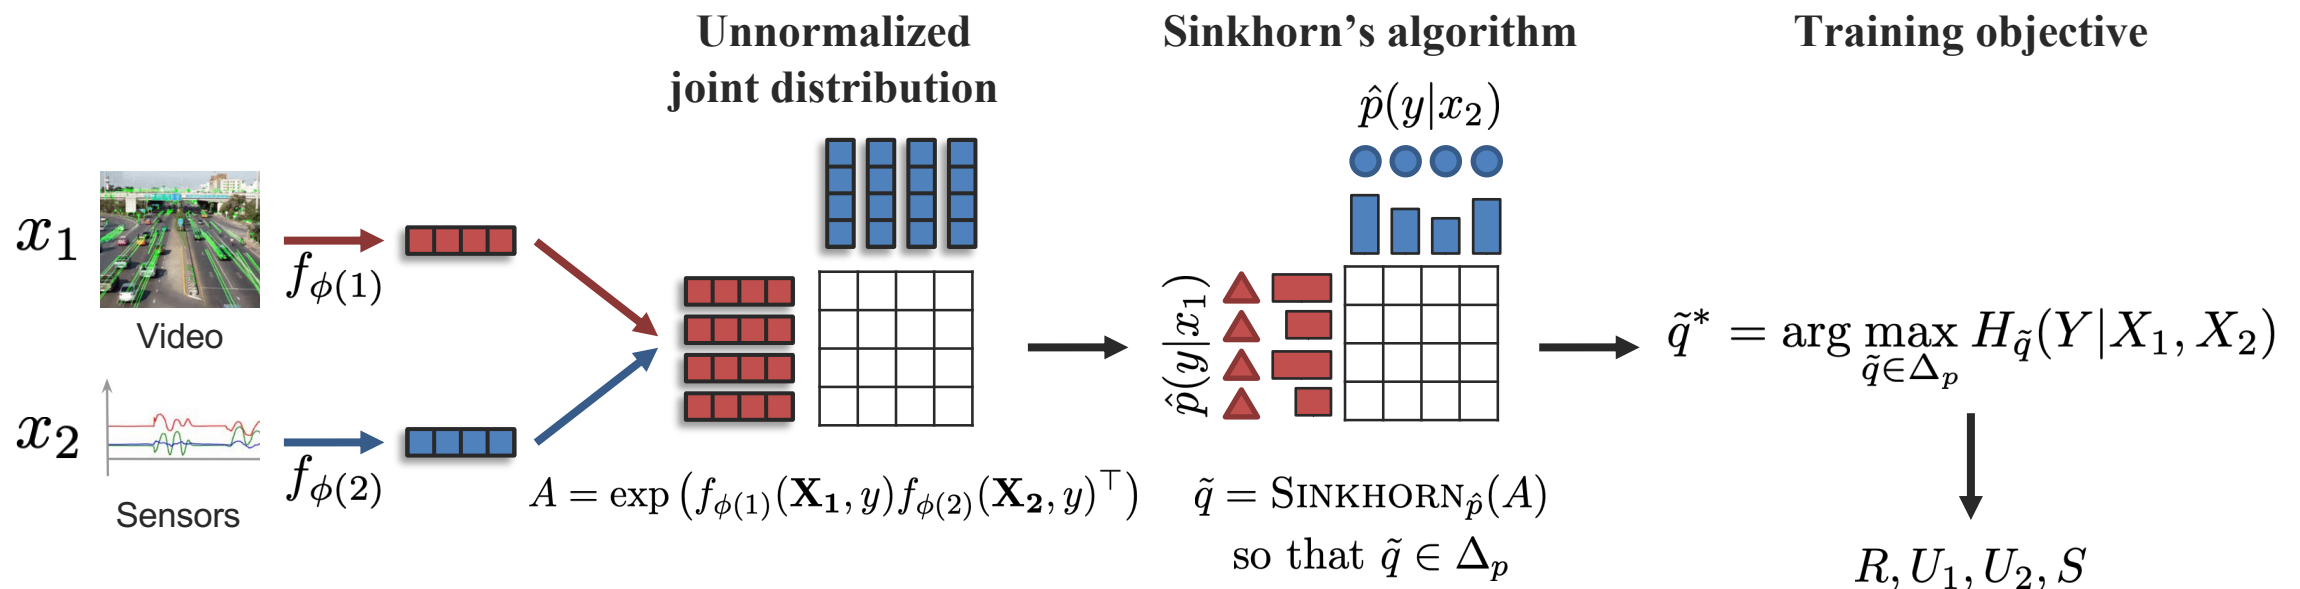 Unnormalized
joint distribution
Sinkhorn's algorithm
Training objective
p̂(y|x₂)
x₁
f_ϕ(1)
Video
p̂(y|x₁)
q̃* = arg max H_q̃(Y|X₁, X₂)
q̃∈Δ_p
x₂
f_ϕ(2)
Sensors
A = exp (f_ϕ(1)(𝐗₁, y)f_ϕ(2)(𝐗₂, y)^⊤)
q̃ = SINKHORN_p̂(A)
so that q̃ ∈ Δ_p
R, U₁, U₂, S